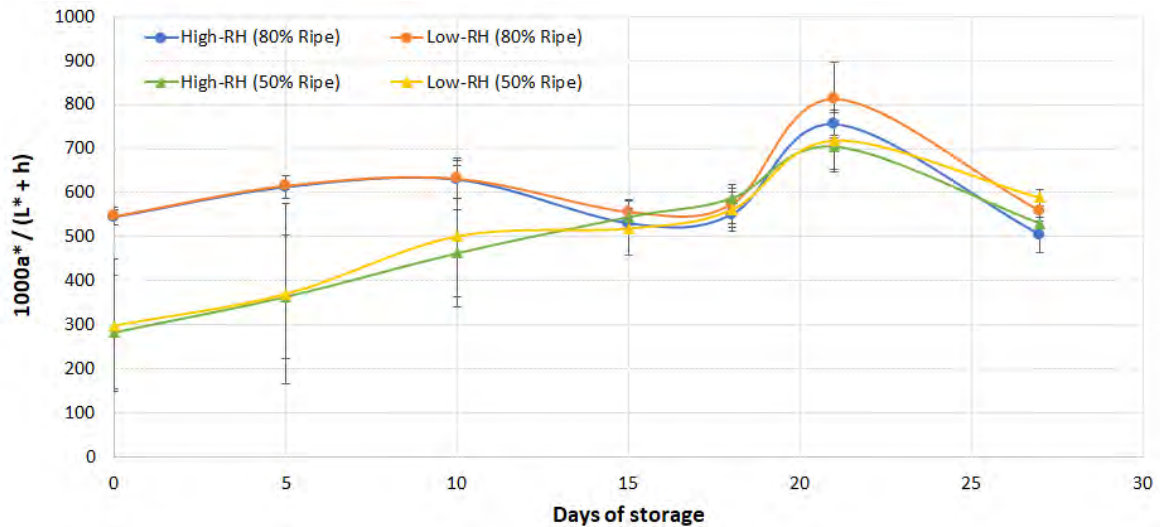 1000
900
800
700
600
500
400
300
200
100
0
1000a* / (L* + h)
High-RH (80% Ripe) Low-RH (80% Ripe)
High-RH (50% Ripe) Low-RH (50% Ripe)
0 5 10 15 20 25 30
Days of storage